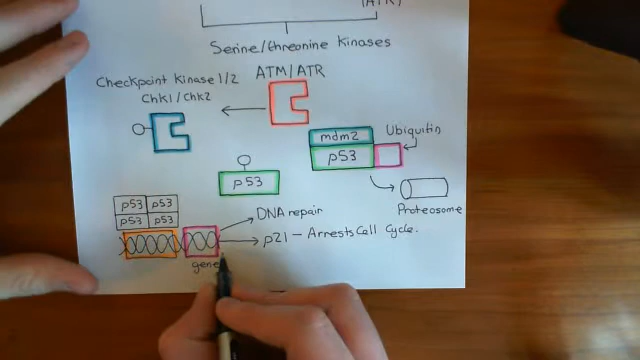 (ATR)
Serine/threonine Kinases
Checkpoint Kinase 1/2
Chk1/Chk2
ATM/ATR
mdm2
p53
Ubiquitin
p53
Proteosome
p53 p53
p53 p53
DNA repair
p21 - Arrests Cell Cycle.
gene